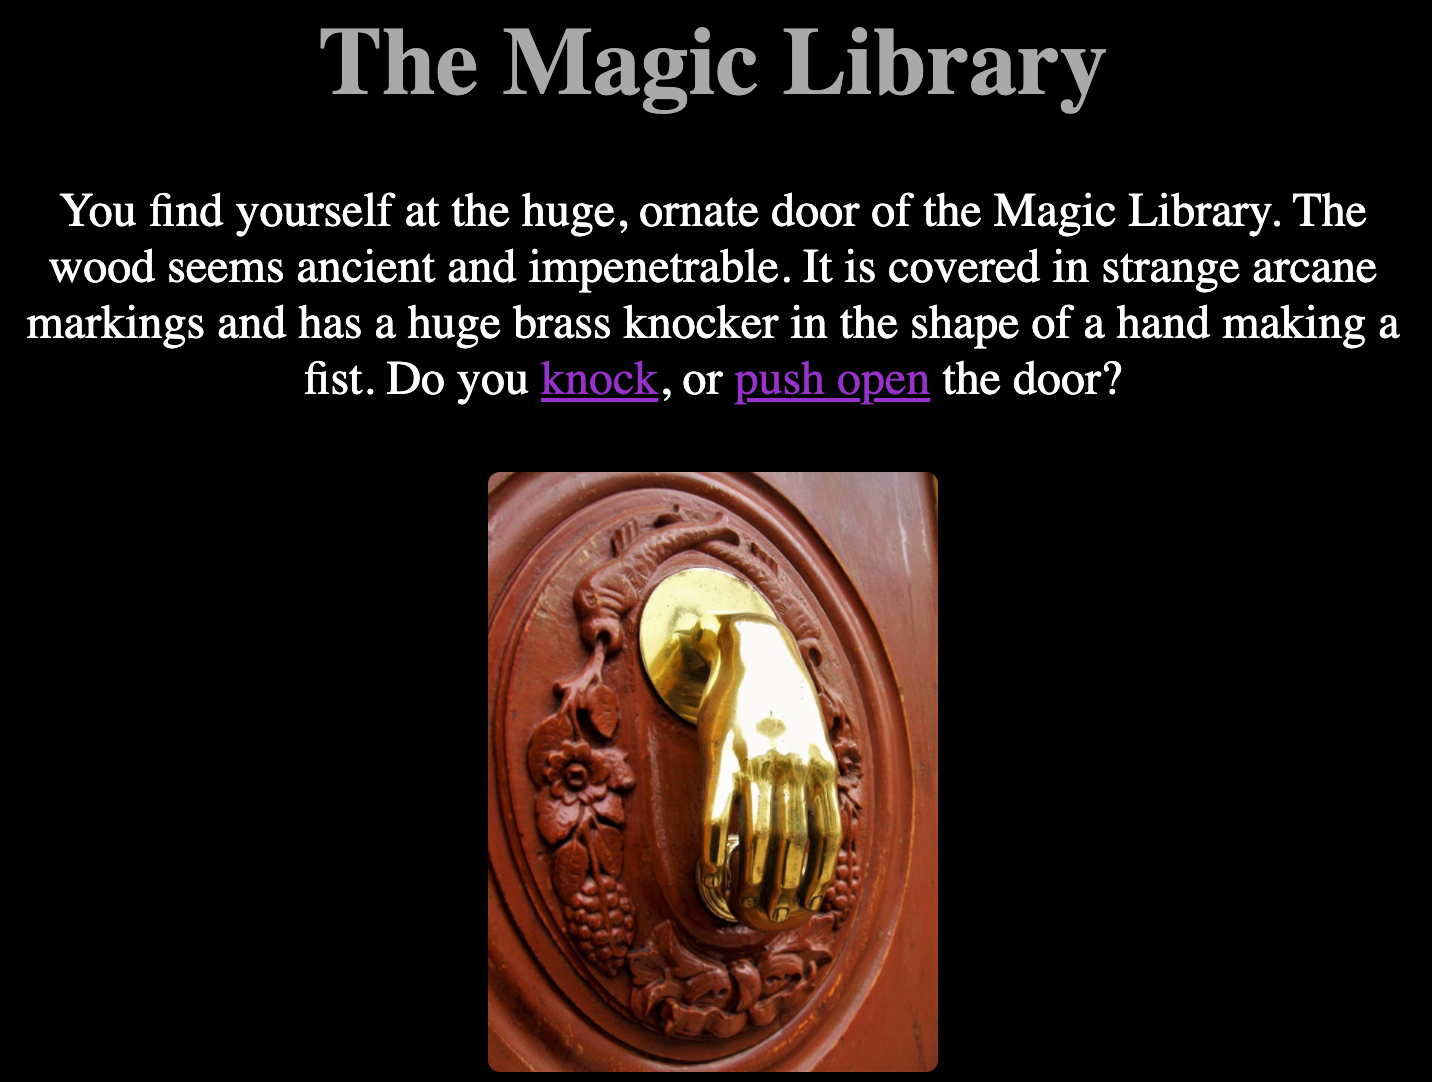 The Magic Library
You find yourself at the huge, ornate door of the Magic Library. The
wood seems ancient and impenetrable. It is covered in strange arcane
markings and has a huge brass knocker in the shape of a hand making a
fist. Do you knock, or push open the door?